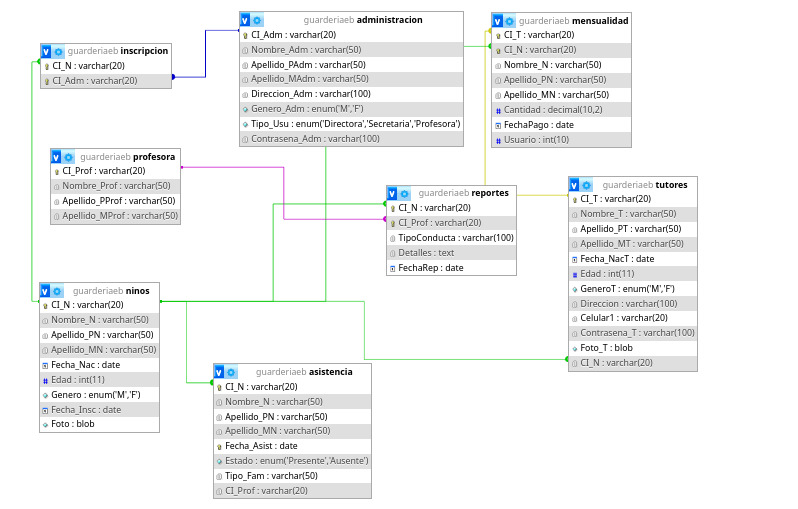 guarderiaeb inscripcion
CI_N : varchar(20)
CI_Adm : varchar(20)
guarderiaeb administracion
CI_Adm : varchar(20)
Nombre_Adm : varchar(50)
Apellido_PAdm : varchar(50)
Apellido_MAdm : varchar(50)
Direccion_Adm : varchar(100)
Genero_Adm : enum('M','F')
Tipo_Usu : enum('Directora','Secretaria','Profesora')
Contrasena_Adm : varchar(100)
guarderiaeb mensualidad
CI_T : varchar(20)
CI_N : varchar(20)
Nombre_N : varchar(50)
Apellido_PN : varchar(50)
Apellido_MN : varchar(50)
Cantidad : decimal(10,2)
FechaPago : date
Usuario : int(10)
guarderiaeb profesora
CI_Prof : varchar(20)
Nombre_Prof : varchar(50)
Apellido_PProf : varchar(50)
Apellido_MProf : varchar(50)
guarderiaeb reportes
CI_N : varchar(20)
CI_Prof : varchar(20)
TipoConducta : varchar(100)
Detalles : text
FechaRep : date
guarderiaeb tutores
CI_T : varchar(20)
Nombre_T : varchar(50)
Apellido_PT : varchar(50)
Apellido_MT : varchar(50)
Fecha_NacT : date
Edad : int(11)
GeneroT : enum('M','F')
Direccion : varchar(100)
Celular1 : varchar(20)
Contrasena_T : varchar(100)
Foto_T : blob
CI_N : varchar(20)
guarderiaeb ninos
CI_N : varchar(20)
Nombre_N : varchar(50)
Apellido_PN : varchar(50)
Apellido_MN : varchar(50)
Fecha_Nac : date
Edad : int(11)
Genero : enum('M','F')
Fecha_Insc : date
Foto : blob
guarderiaeb asistencia
CI_N : varchar(20)
Nombre_N : varchar(50)
Apellido_PN : varchar(50)
Apellido_MN : varchar(50)
Fecha_Asist : date
Estado : enum('Presente','Ausente')
Tipo_Fam : varchar(50)
CI_Prof : varchar(20)